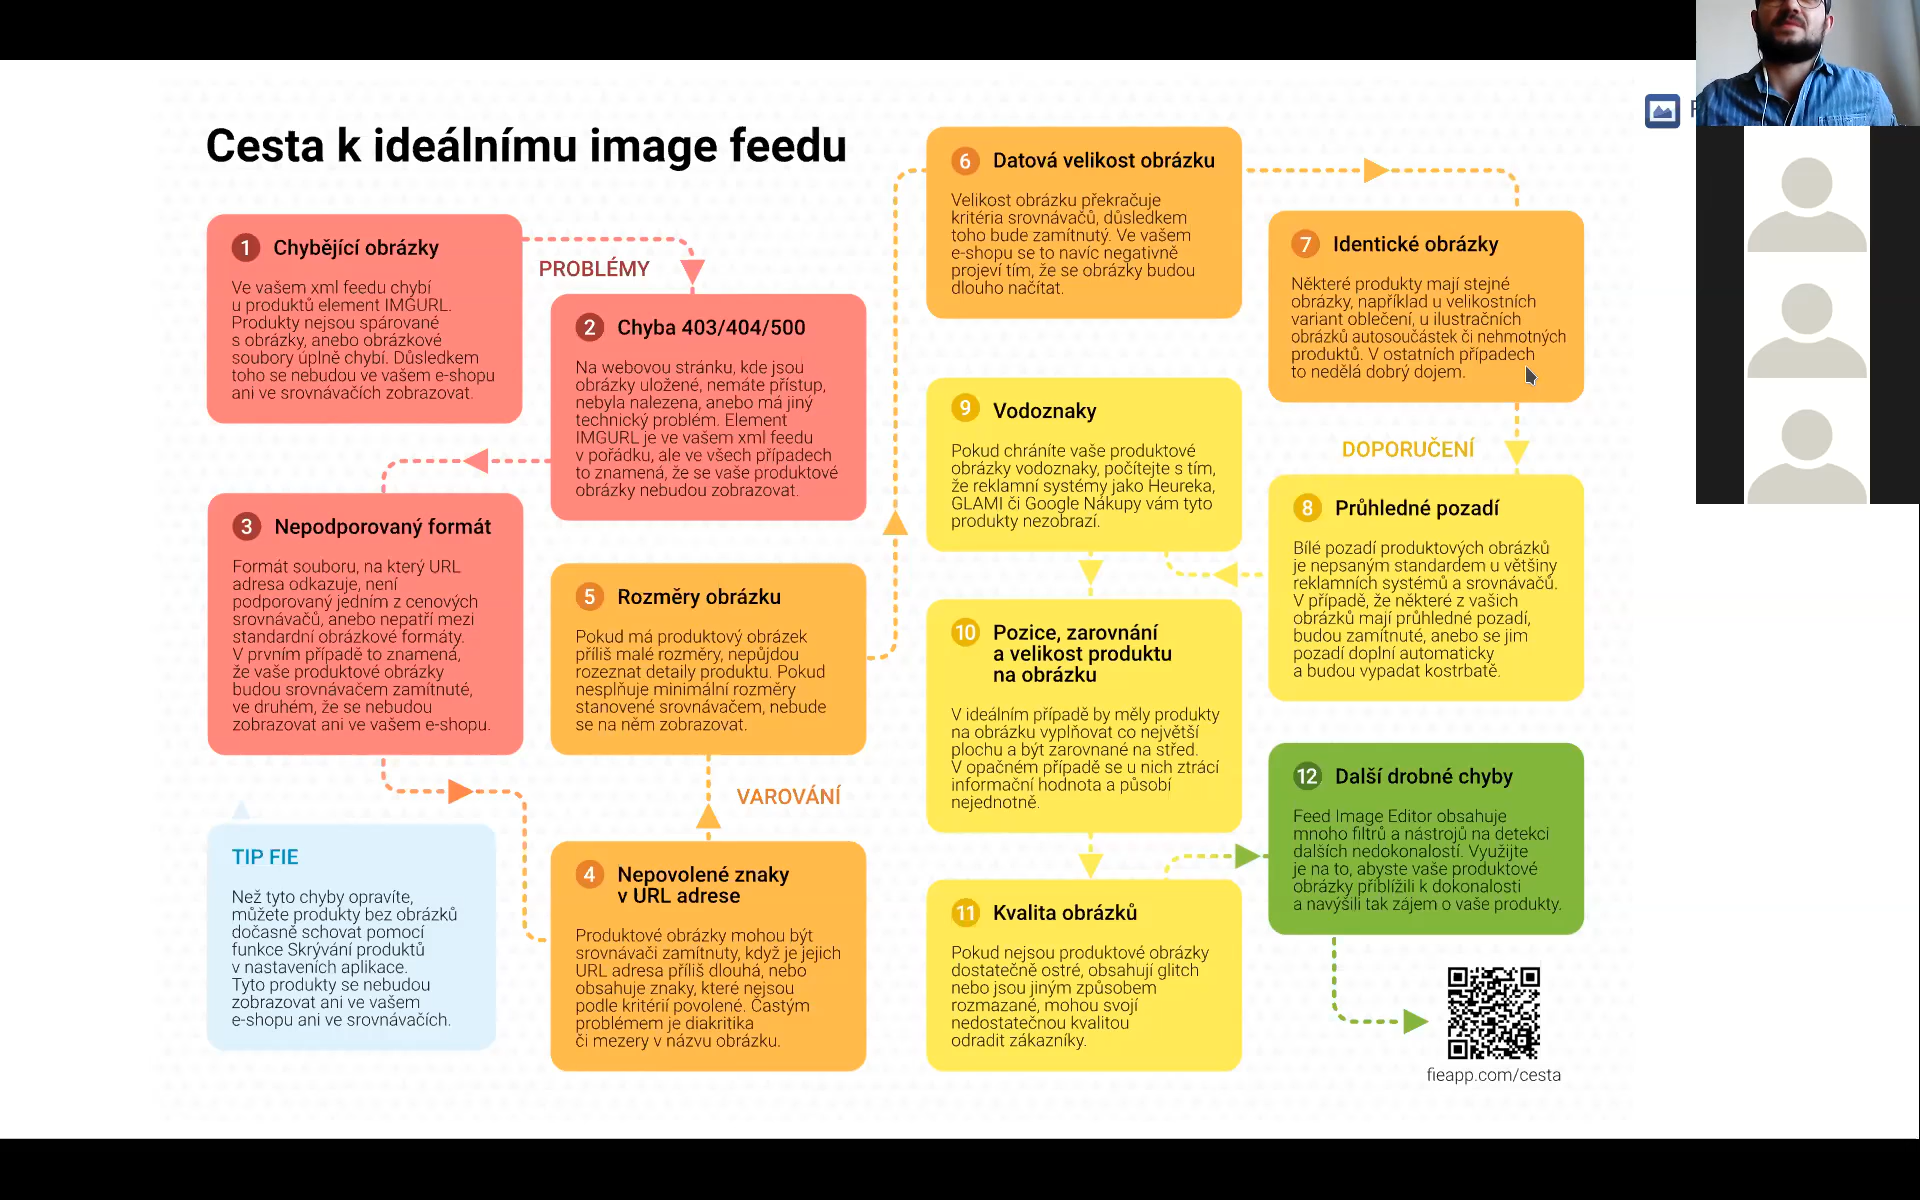 Cesta k ideálnímu image feedu
1 Chybějící obrázky
Ve vašem xml feedu chybí
u produktů element IMGURL.
Produkty nejsou spárované
s obrázky, anebo obrázkové
soubory úplně chybí. Důsledkem
toho se nebudou ve vašem e-shopu
ani ve srovnávačích zobrazovat.
PROBLÉMY
2 Chyba 403/404/500
Na webovou stránku, kde jsou
obrázky uložené, nemáte přístup,
nebyla nalezena, anebo má jiný
technický problém. Element
IMGURL je ve vašem xml feedu
v pořádku, ale ve všech případech
to znamená, že se vaše produktové
obrázky nebudou zobrazovat.
3 Nepodporovaný formát
Formát souboru, na který URL
adresa odkazuje, není
podporovaný jedním z cenových
srovnávačů, anebo nepatří mezi
standardní obrázkové formáty.
V prvním případě to znamená,
že vaše produktové obrázky
budou srovnávačem zamítnuté,
ve druhém, že se nebudou
zobrazovat ani ve vašem e-shopu.
TIP FIE
Než tyto chyby opravíte,
můžete produkty bez obrázků
dočasně schovat pomocí
funkce Skrývání produktů
v nastaveních aplikace.
Tyto produkty se nebudou
zobrazovat ani ve vašem
e-shopu ani ve srovnávačích.
VAROVÁNÍ
4 Nepovolené znaky
v URL adrese
Produktové obrázky mohou být
srovnávači zamítnuty, když je jejich
URL adresa příliš dlouhá, nebo
obsahuje znaky, které nejsou
podle kritérií povolené. Častým
problémem je diakritika
či mezery v názvu obrázku.
5 Rozměry obrázku
Pokud má produktový obrázek
příliš malé rozměry, nepůjdou
rozeznat detaily produktu. Pokud
nesplňuje minimální rozměry
stanovené srovnávačem, nebude
se na něm zobrazovat.
6 Datová velikost obrázku
Velikost obrázku překračuje
kritéria srovnávačů, důsledkem
toho bude zamítnutý. Ve vašem
e-shopu se to navíc negativně
projeví tím, že se obrázky budou
dlouho načítat.
7 Identické obrázky
Některé produkty mají stejné
obrázky, například u velikostních
variant oblečení, u ilustračních
obrázků autosoučástek či nehmotných
produktů. V ostatních případech
to nedělá dobrý dojem.
DOPORUČENÍ
8 Průhledné pozadí
Bílé pozadí produktových obrázků
je nepsaným standardem u většiny
reklamních systémů a srovnávačů.
V případě, že některé z vašich
obrázků mají průhledné pozadí,
budou zamítnuté, anebo se jim
pozadí doplní automaticky
a budou vypadat kostrbatě.
9 Vodoznaky
Pokud chráníte vaše produktové
obrázky vodoznaky, počítejte s tím,
že reklamní systémy jako Heureka,
GLAMI či Google Nákupy vám tyto
produkty nezobrazí.
10 Pozice, zarovnání
a velikost produktu
na obrázku
V ideálním případě by měly produkty
na obrázku vyplňovat co největší
plochu a být zarovnané na střed.
V opačném případě se u nich ztrácí
informační hodnota a působí
nejednotně.
11 Kvalita obrázků
Pokud nejsou produktové obrázky
dostatečně ostré, obsahují glitch
nebo jsou jiným způsobem
rozmazané, mohou svojí
nedostatečnou kvalitou
odradit zákazníky.
12 Další drobné chyby
Feed Image Editor obsahuje
mnoho filtrů a nástrojů na detekci
dalších nedokonalostí. Využijte
je na to, abyste vaše produktové
obrázky přiblížili k dokonalosti
a navýšili tak zájem o vaše produkty.
fieapp.com/cesta